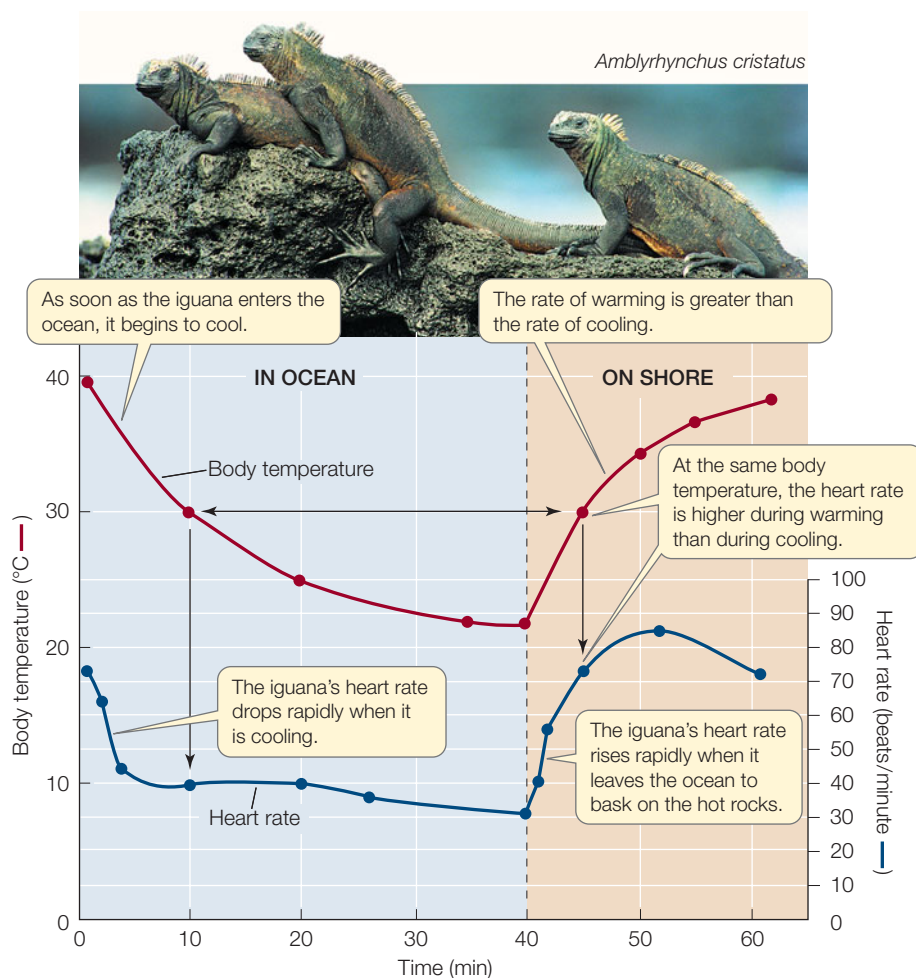 Amblyrhynchus cristatus
As soon as the iguana enters the
ocean, it begins to cool.
The rate of warming is greater than
the rate of cooling.
IN OCEAN
ON SHORE
Body temperature
At the same body
temperature, the heart rate
is higher during warming
than during cooling.
The iguana’s heart rate
drops rapidly when it
is cooling.
The iguana’s heart rate
rises rapidly when it
leaves the ocean to
bask on the hot rocks.
Heart rate
Body temperature (°C —)
40
30
20
10
0
Heart rate (beats/minute —)
100
90
80
70
60
50
40
30
20
10
0
0 10 20 30 40 50 60
Time (min)